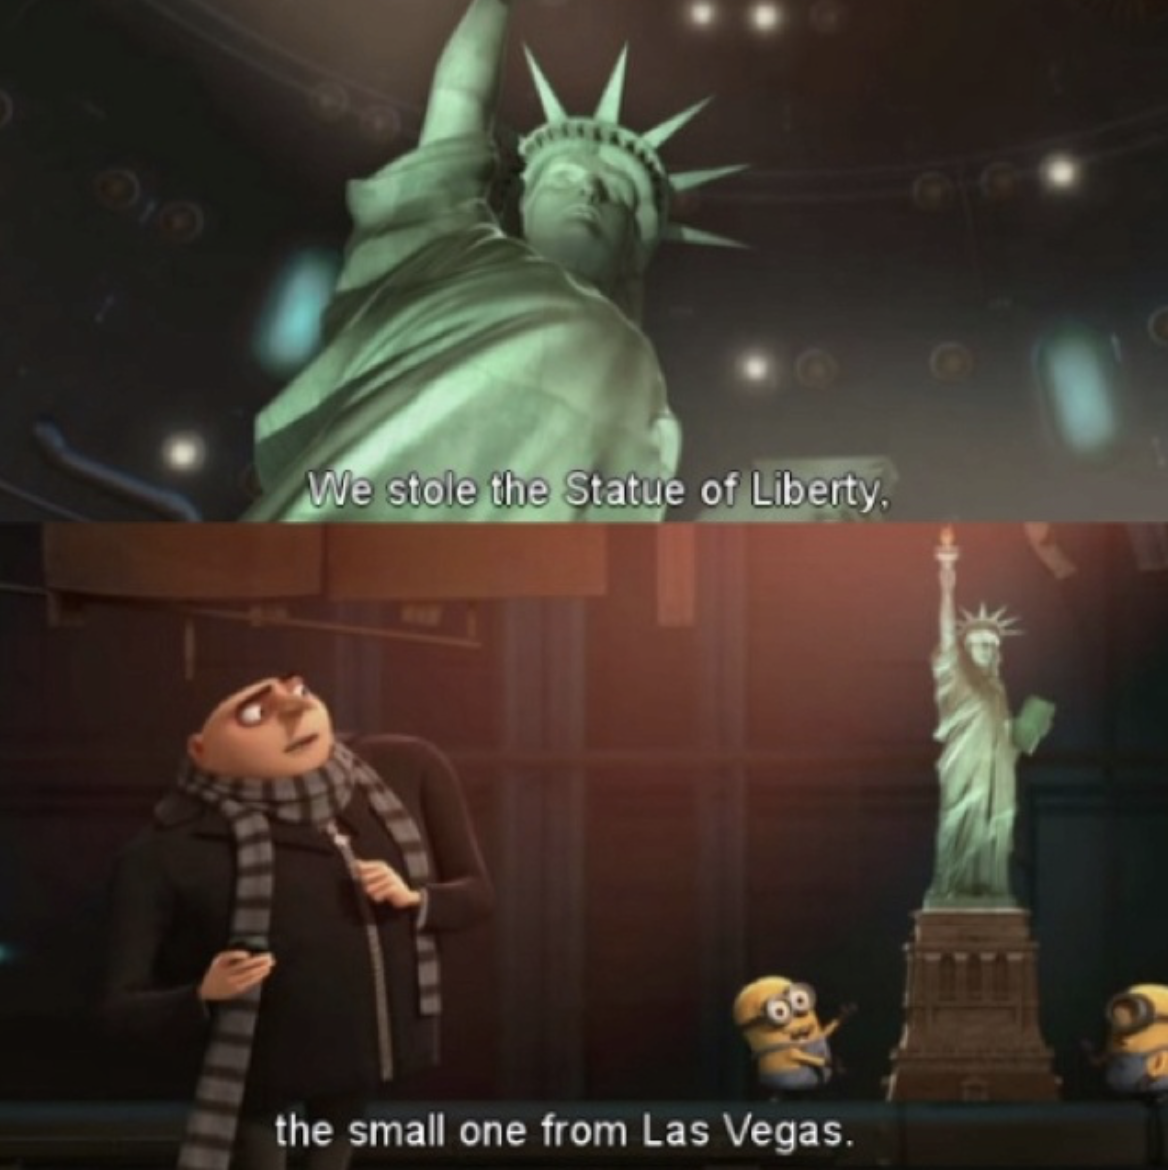 We stole the Statue of Liberty,
the small one from Las Vegas.